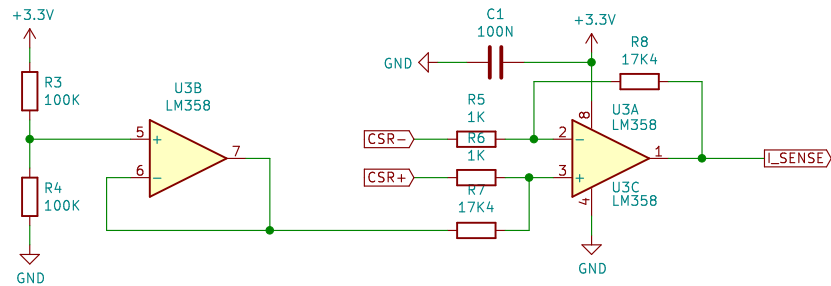 +3.3V
R3
100K
R4
100K
GND
U3B
LM358
5
+
6
−
7
C1
100N
GND
+3.3V
R8
17K4
R5
1K
R6
1K
R7
17K4
CSR-
CSR+
8
U3A
LM358
2
−
3
+
1
U3C
LM358
4
GND
I_SENSE